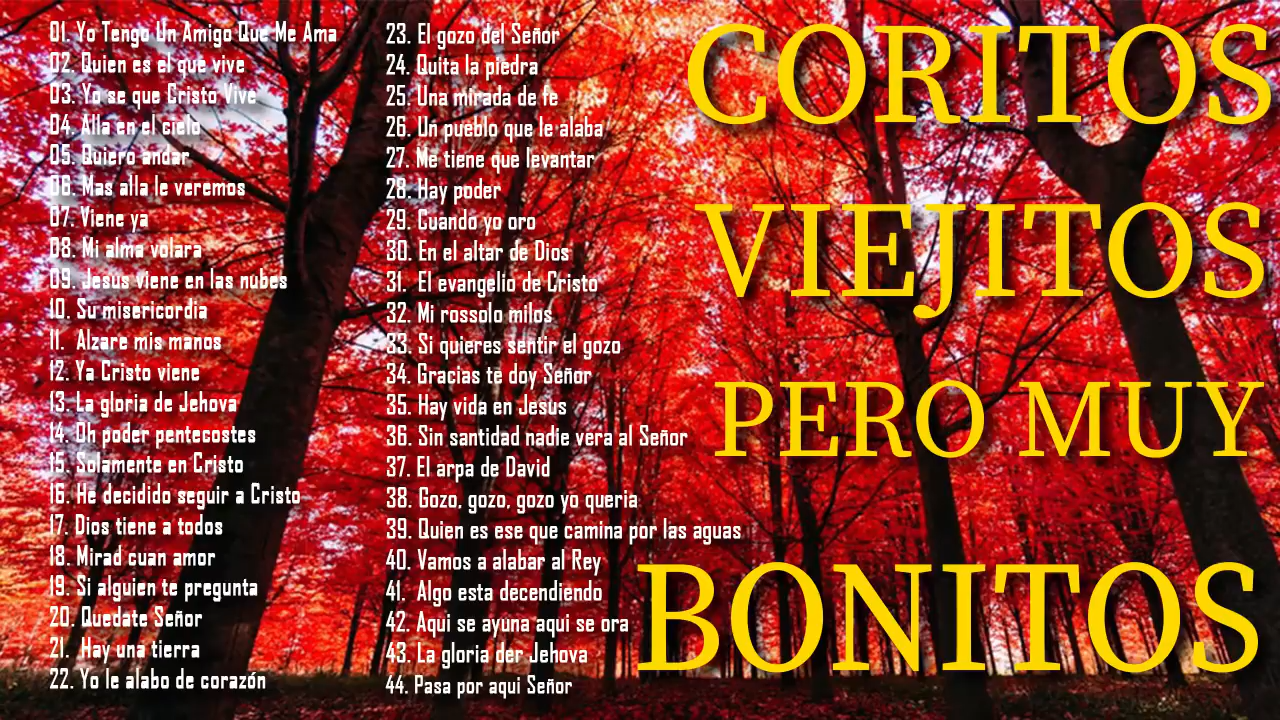 01. Yo Tengo Un Amigo Que Me Ama
02. Quien es el que vive
03. Yo se que Cristo Vive
04. Alla en el cielo
05. Quiero andar
06. Mas alla le veremos
07. Viene ya
08. Mi alma volara
09. Jesus viene en las nubes
10. Su misericordia
11. Alzare mis manos
12. Ya Cristo viene
13. La gloria de Jehova
14. Oh poder pentecostes
15. Solamente en Cristo
16. He decidido seguir a Cristo
17. Dios tiene a todos
18. Mirad cuan amor
19. Si alguien te pregunta
20. Quedate Señor
21. Hay una tierra
22. Yo le alabo de corazón
23. El gozo del Señor
24. Quita la piedra
25. Una mirada de fe
26. Un pueblo que le alaba
27. Me tiene que levantar
28. Hay poder
29. Cuando yo oro
30. En el altar de Dios
31. El evangelio de Cristo
32. Mi rossolo milos
33. Si quieres sentir el gozo
34. Gracias te doy Señor
35. Hay vida en Jesus
36. Sin santidad nadie vera al Señor
37. El arpa de David
38. Gozo, gozo, gozo yo queria
39. Quien es ese que camina por las aguas
40. Vamos a alabar al Rey
41. Algo esta decendiendo
42. Aqui se ayuna aqui se ora
43. La gloria der Jehova
44. Pasa por aqui Señor
CORITOS
VIEJITOS
PERO MUY
BONITOS